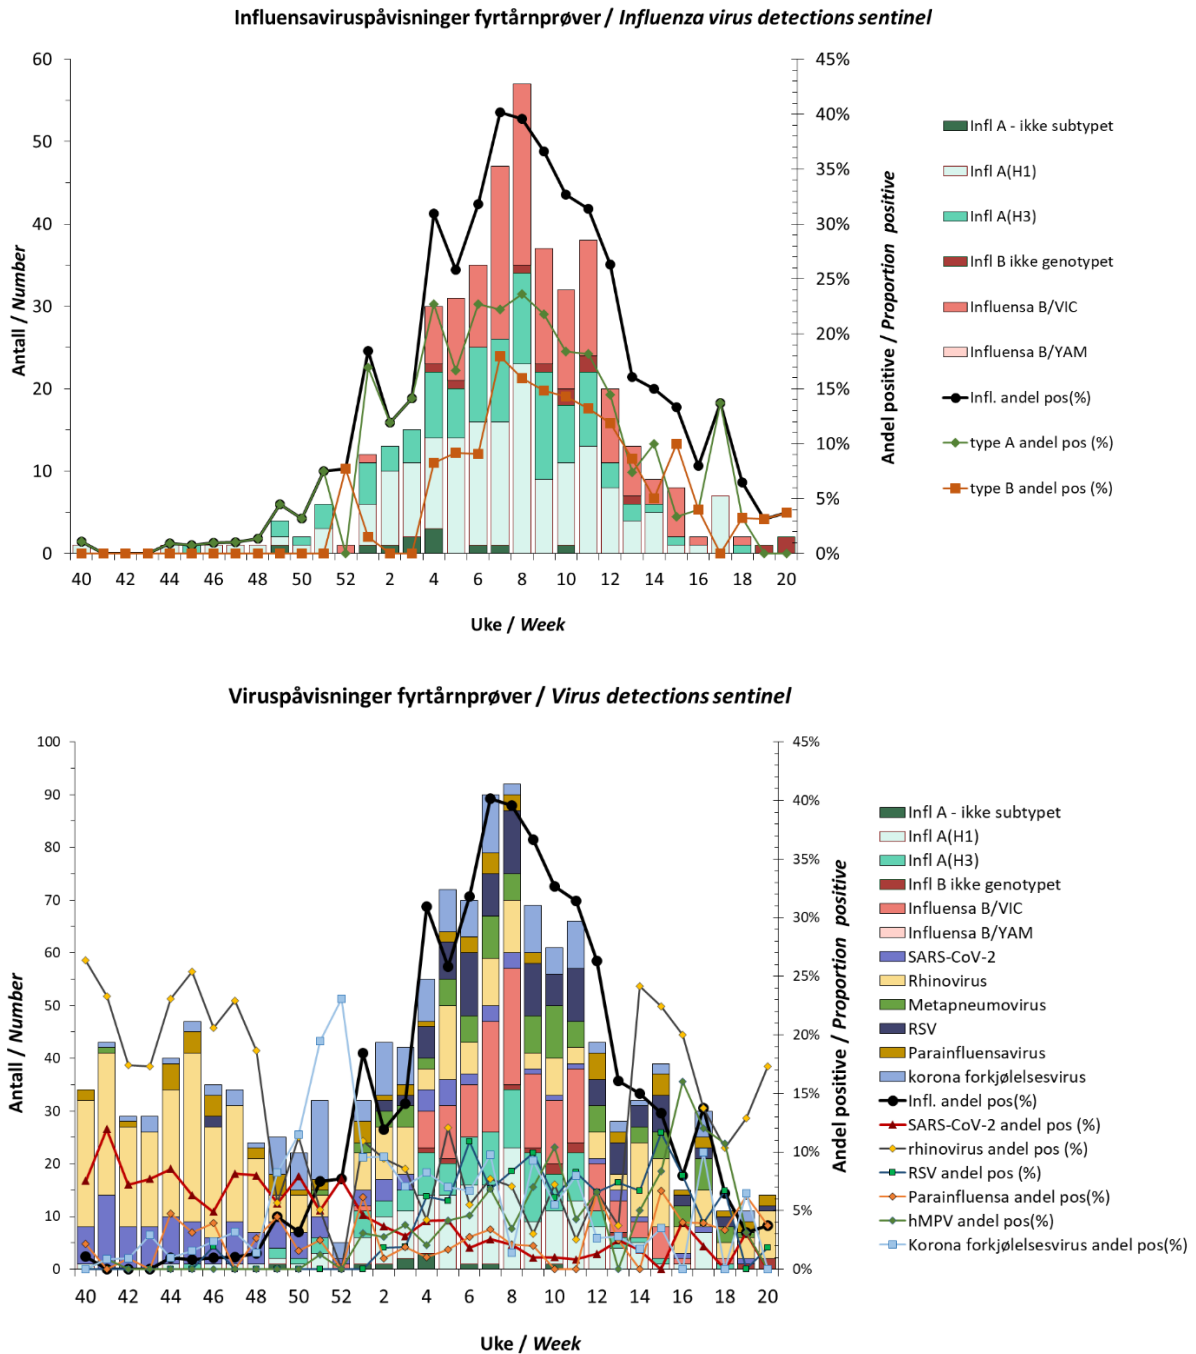 Influensaviruspåvisninger fyrtårnprøver / Influenza virus detections sentinel
60
50
40
30
20
10
0
45%
40%
35%
30%
25%
20%
15%
10%
5%
0%
Antall / Number
Andel positive / Proportion positive
40 42 44 46 48 50 52 2 4 6 8 10 12 14 16 18 20
Uke / Week
Infl A - ikke subtypet
Infl A(H1)
Infl A(H3)
Infl B ikke genotypet
Influensa B/VIC
Influensa B/YAM
Infl. andel pos(%)
type A andel pos (%)
type B andel pos (%)
Viruspåvisninger fyrtårnprøver / Virus detections sentinel
100
90
80
70
60
50
40
30
20
10
0
45%
40%
35%
30%
25%
20%
15%
10%
5%
0%
Antall / Number
Andel positive / Proportion positive
40 42 44 46 48 50 52 2 4 6 8 10 12 14 16 18 20
Uke / Week
Infl A - ikke subtypet
Infl A(H1)
Infl A(H3)
Infl B ikke genotypet
Influensa B/VIC
Influensa B/YAM
SARS-CoV-2
Rhinovirus
Metapneumovirus
RSV
Parainfluensavirus
korona forkjølelsesvirus
Infl. andel pos(%)
SARS-CoV-2 andel pos (%)
rhinovirus andel pos(%)
RSV andel pos (%)
Parainfluensa andel pos(%)
hMPV andel pos(%)
Korona forkjølelsesvirus andel pos(%)